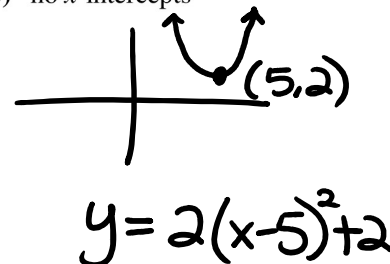 no x-intercepts
(5,2)
y = 2(x-5)²+2